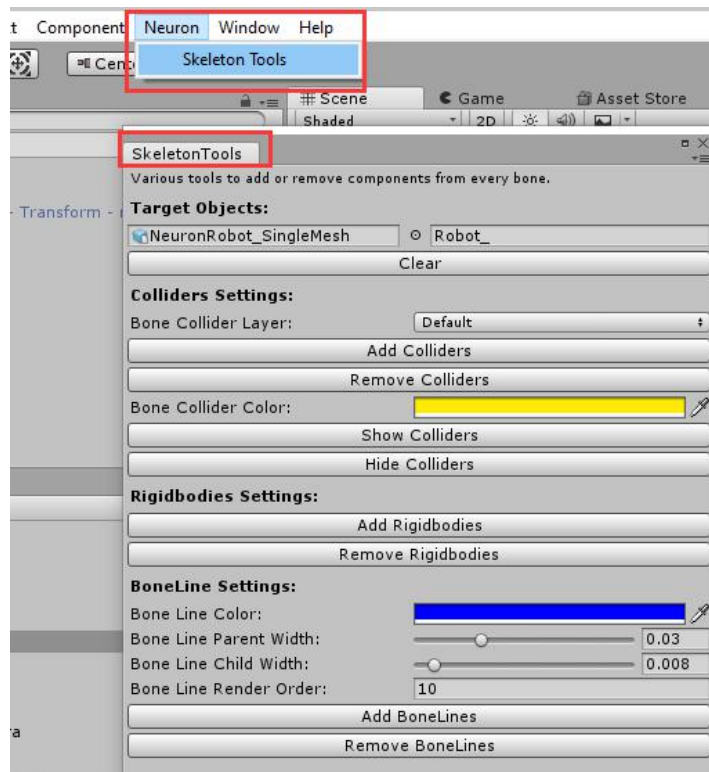 t Component Neuron Window Help
Skeleton Tools
Cent
# Scene Game Asset Store
Shaded 2D
SkeletonTools
Various tools to add or remove components from every bone.
- Transform - r
Target Objects:
NeuronRobot_SingleMesh Robot_
Clear
Colliders Settings:
Bone Collider Layer: Default
Add Colliders
Remove Colliders
Bone Collider Color:
Show Colliders
Hide Colliders
Rigidbodies Settings:
Add Rigidbodies
Remove Rigidbodies
BoneLine Settings:
Bone Line Color:
Bone Line Parent Width: 0.03
Bone Line Child Width: 0.008
Bone Line Render Order: 10
Add BoneLines
ra
Remove BoneLines